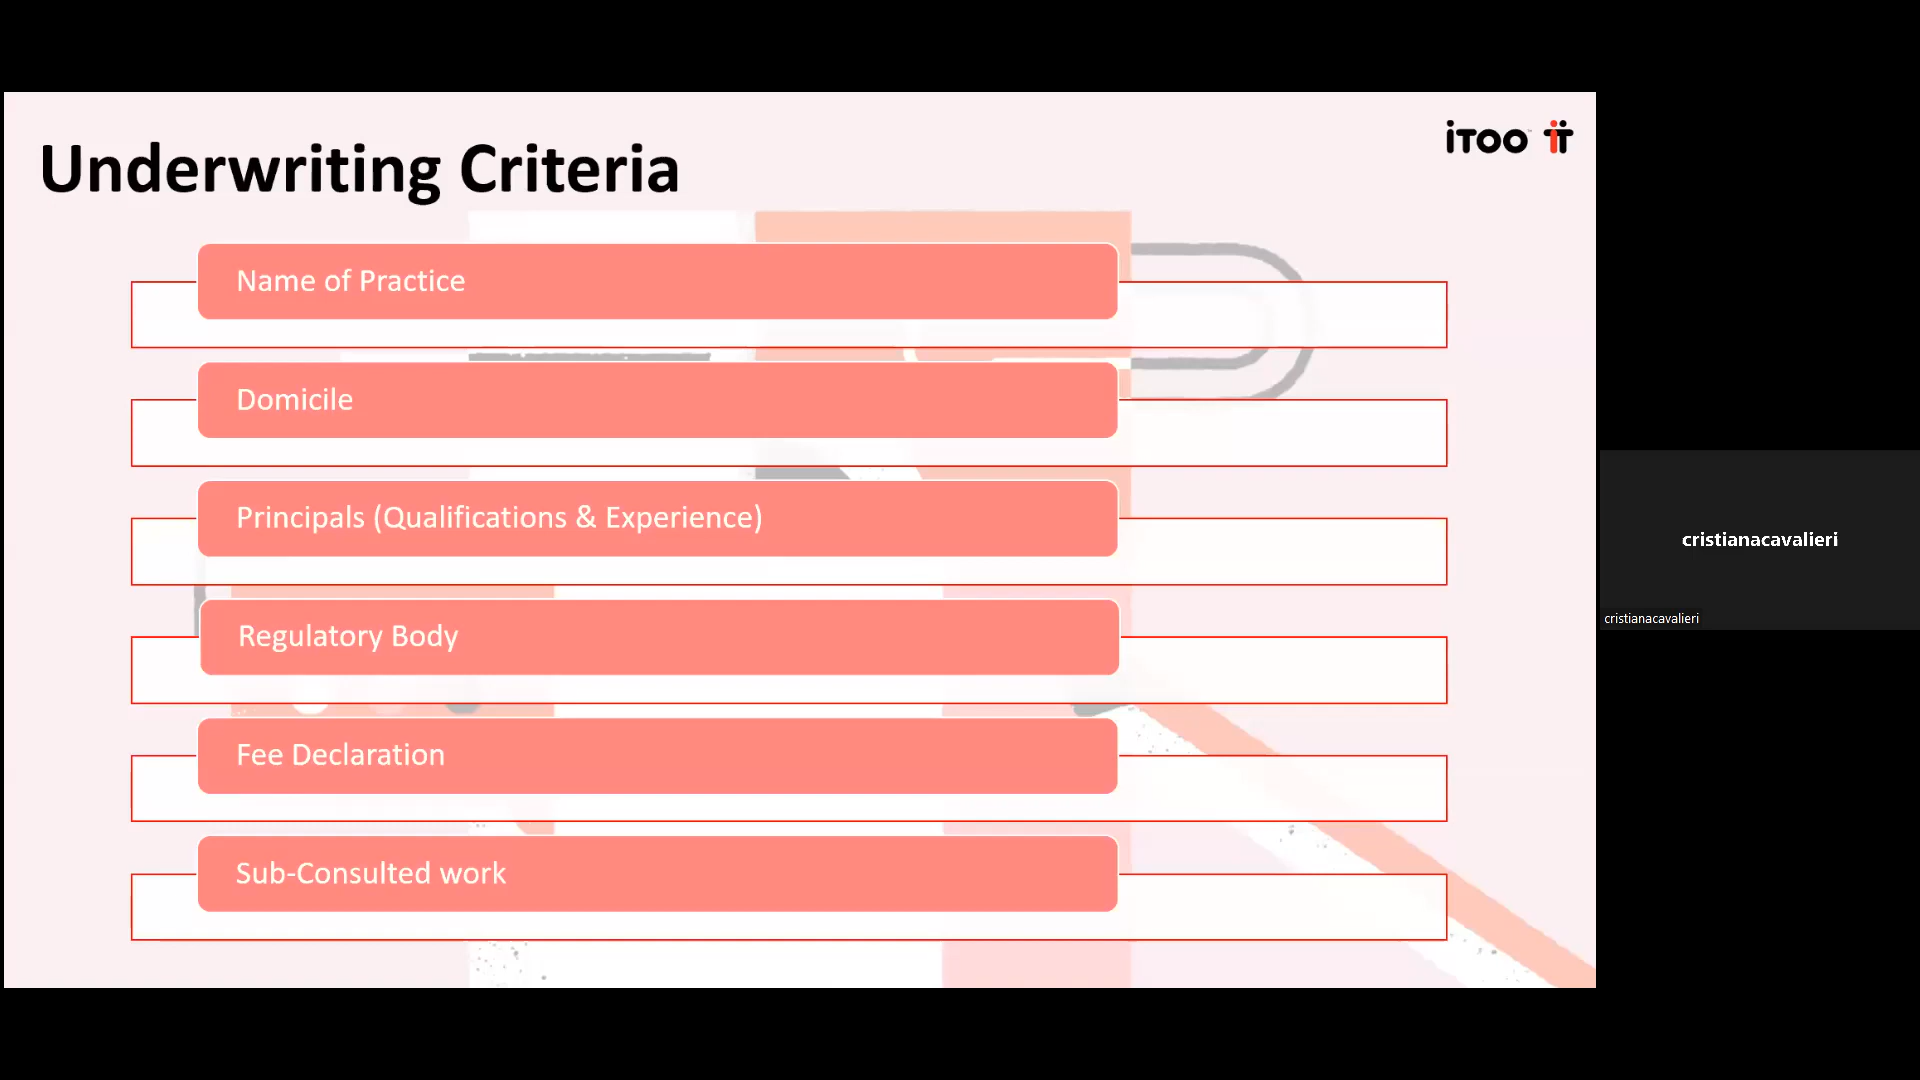 Underwriting Criteria
iTOO
Name of Practice
Domicile
Principals (Qualifications & Experience)
Regulatory Body
Fee Declaration
Sub-Consulted work
cristianacavalieri
cristianacavalieri